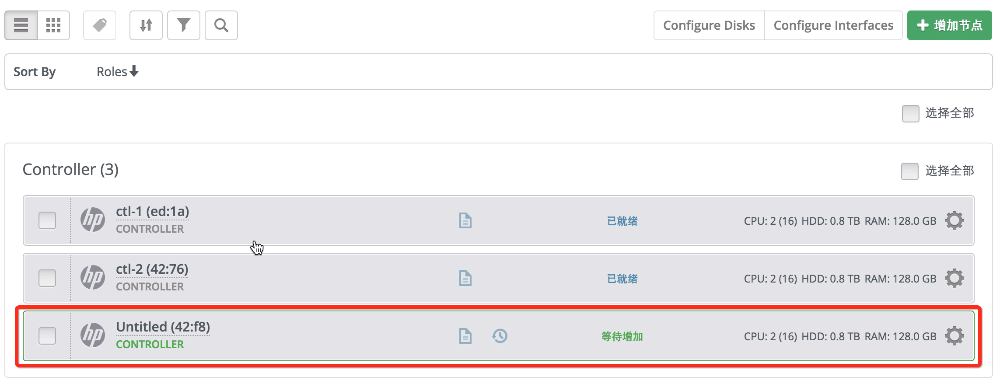 Configure Disks Configure Interfaces 增加节点
Sort By Roles
选择全部
Controller (3) 选择全部
hp ctl-1 (ed:1a)
CONTROLLER
已就绪 CPU: 2 (16) HDD: 0.8 TB RAM: 128.0 GB
hp ctl-2 (42:76)
CONTROLLER
已就绪 CPU: 2 (16) HDD: 0.8 TB RAM: 128.0 GB
hp Untitled (42:f8)
CONTROLLER
等待增加 CPU: 2 (16) HDD: 0.8 TB RAM: 128.0 GB